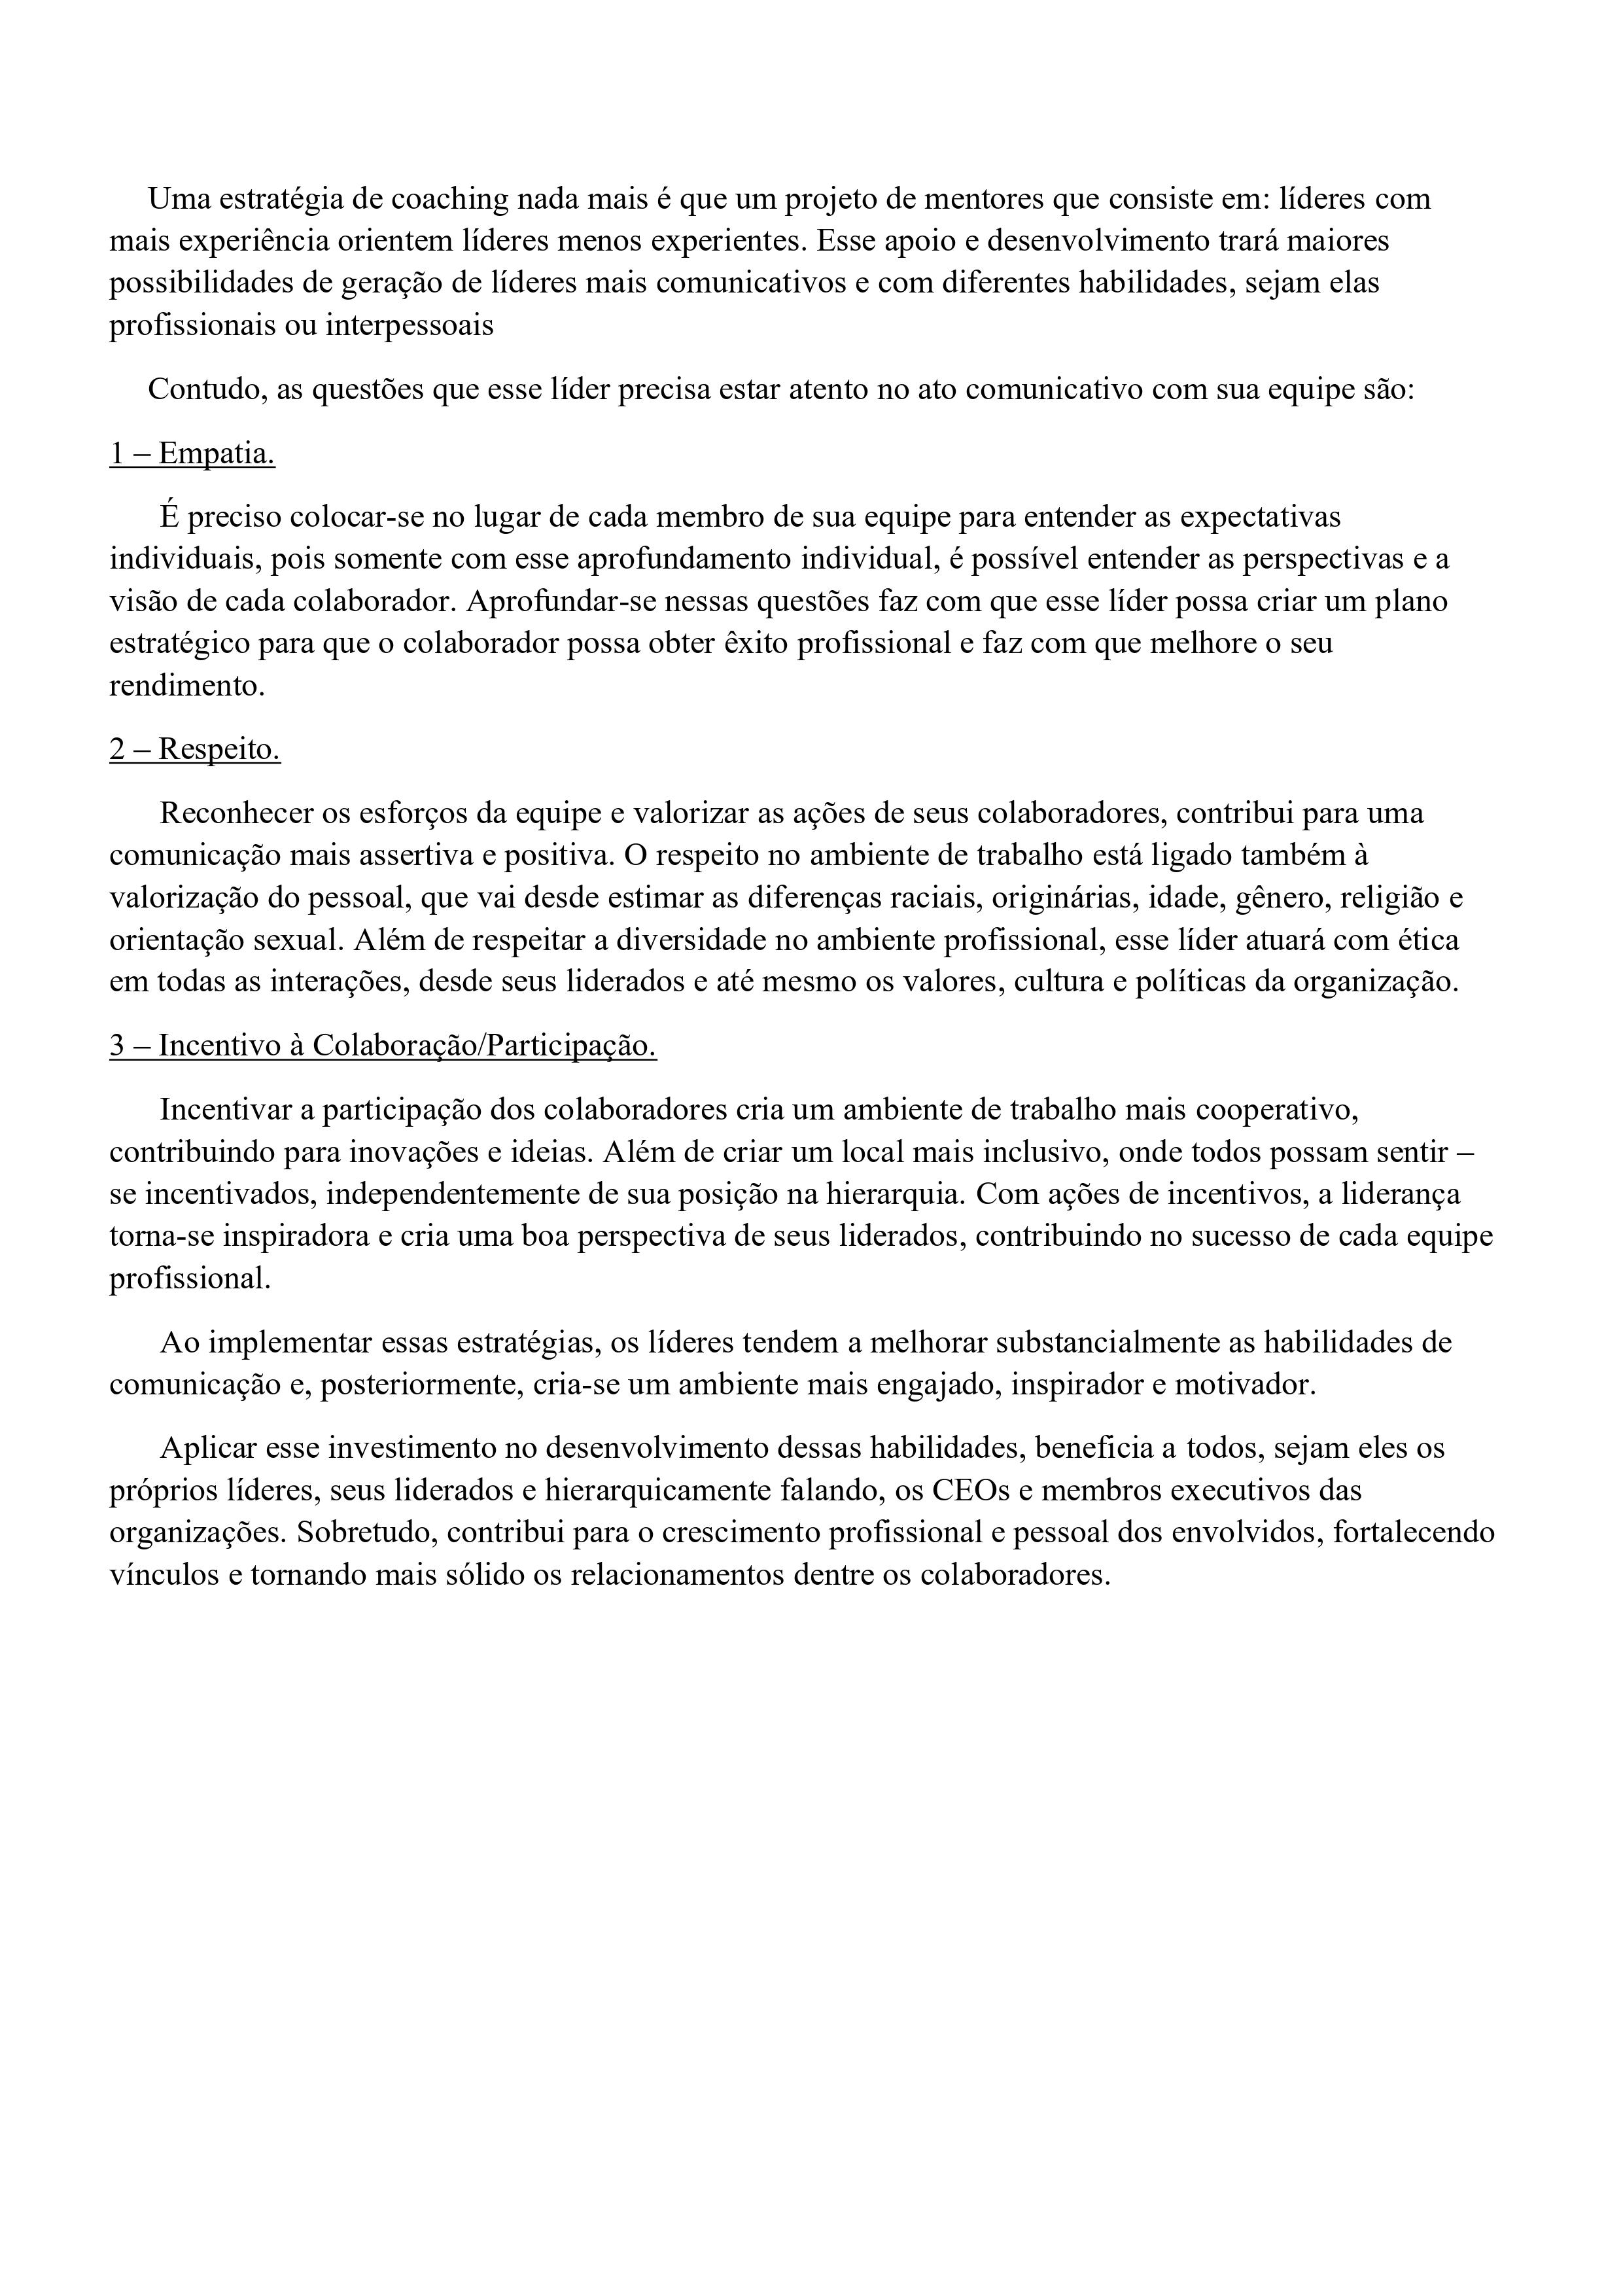 Uma estratégia de coaching nada mais é que um projeto de mentores que consiste em: líderes com
mais experiência orientem líderes menos experientes. Esse apoio e desenvolvimento trará maiores
possibilidades de geração de líderes mais comunicativos e com diferentes habilidades, sejam elas
profissionais ou interpessoais
Contudo, as questões que esse líder precisa estar atento no ato comunicativo com sua equipe são:
1 – Empatia.
É preciso colocar-se no lugar de cada membro de sua equipe para entender as expectativas
individuais, pois somente com esse aprofundamento individual, é possível entender as perspectivas e a
visão de cada colaborador. Aprofundar-se nessas questões faz com que esse líder possa criar um plano
estratégico para que o colaborador possa obter êxito profissional e faz com que melhore o seu
rendimento.
2 – Respeito.
Reconhecer os esforços da equipe e valorizar as ações de seus colaboradores, contribui para uma
comunicação mais assertiva e positiva. O respeito no ambiente de trabalho está ligado também à
valorização do pessoal, que vai desde estimar as diferenças raciais, originárias, idade, gênero, religião e
orientação sexual. Além de respeitar a diversidade no ambiente profissional, esse líder atuará com ética
em todas as interações, desde seus liderados e até mesmo os valores, cultura e políticas da organização.
3 – Incentivo à Colaboração/Participação.
Incentivar a participação dos colaboradores cria um ambiente de trabalho mais cooperativo,
contribuindo para inovações e ideias. Além de criar um local mais inclusivo, onde todos possam sentir –
se incentivados, independentemente de sua posição na hierarquia. Com ações de incentivos, a liderança
torna-se inspiradora e cria uma boa perspectiva de seus liderados, contribuindo no sucesso de cada equipe
profissional.
Ao implementar essas estratégias, os líderes tendem a melhorar substancialmente as habilidades de
comunicação e, posteriormente, cria-se um ambiente mais engajado, inspirador e motivador.
Aplicar esse investimento no desenvolvimento dessas habilidades, beneficia a todos, sejam eles os
próprios líderes, seus liderados e hierarquicamente falando, os CEOs e membros executivos das
organizações. Sobretudo, contribui para o crescimento profissional e pessoal dos envolvidos, fortalecendo
vínculos e tornando mais sólido os relacionamentos dentre os colaboradores.